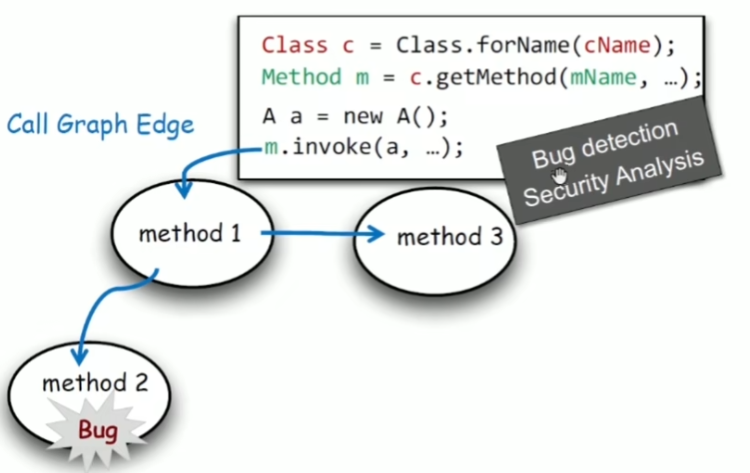 Class c = Class.forName(cName);
Method m = c.getMethod(mName, …);
A a = new A();
m.invoke(a, …);
Call Graph Edge
Bug detection
Security Analysis
method 1
method 3
method 2
Bug